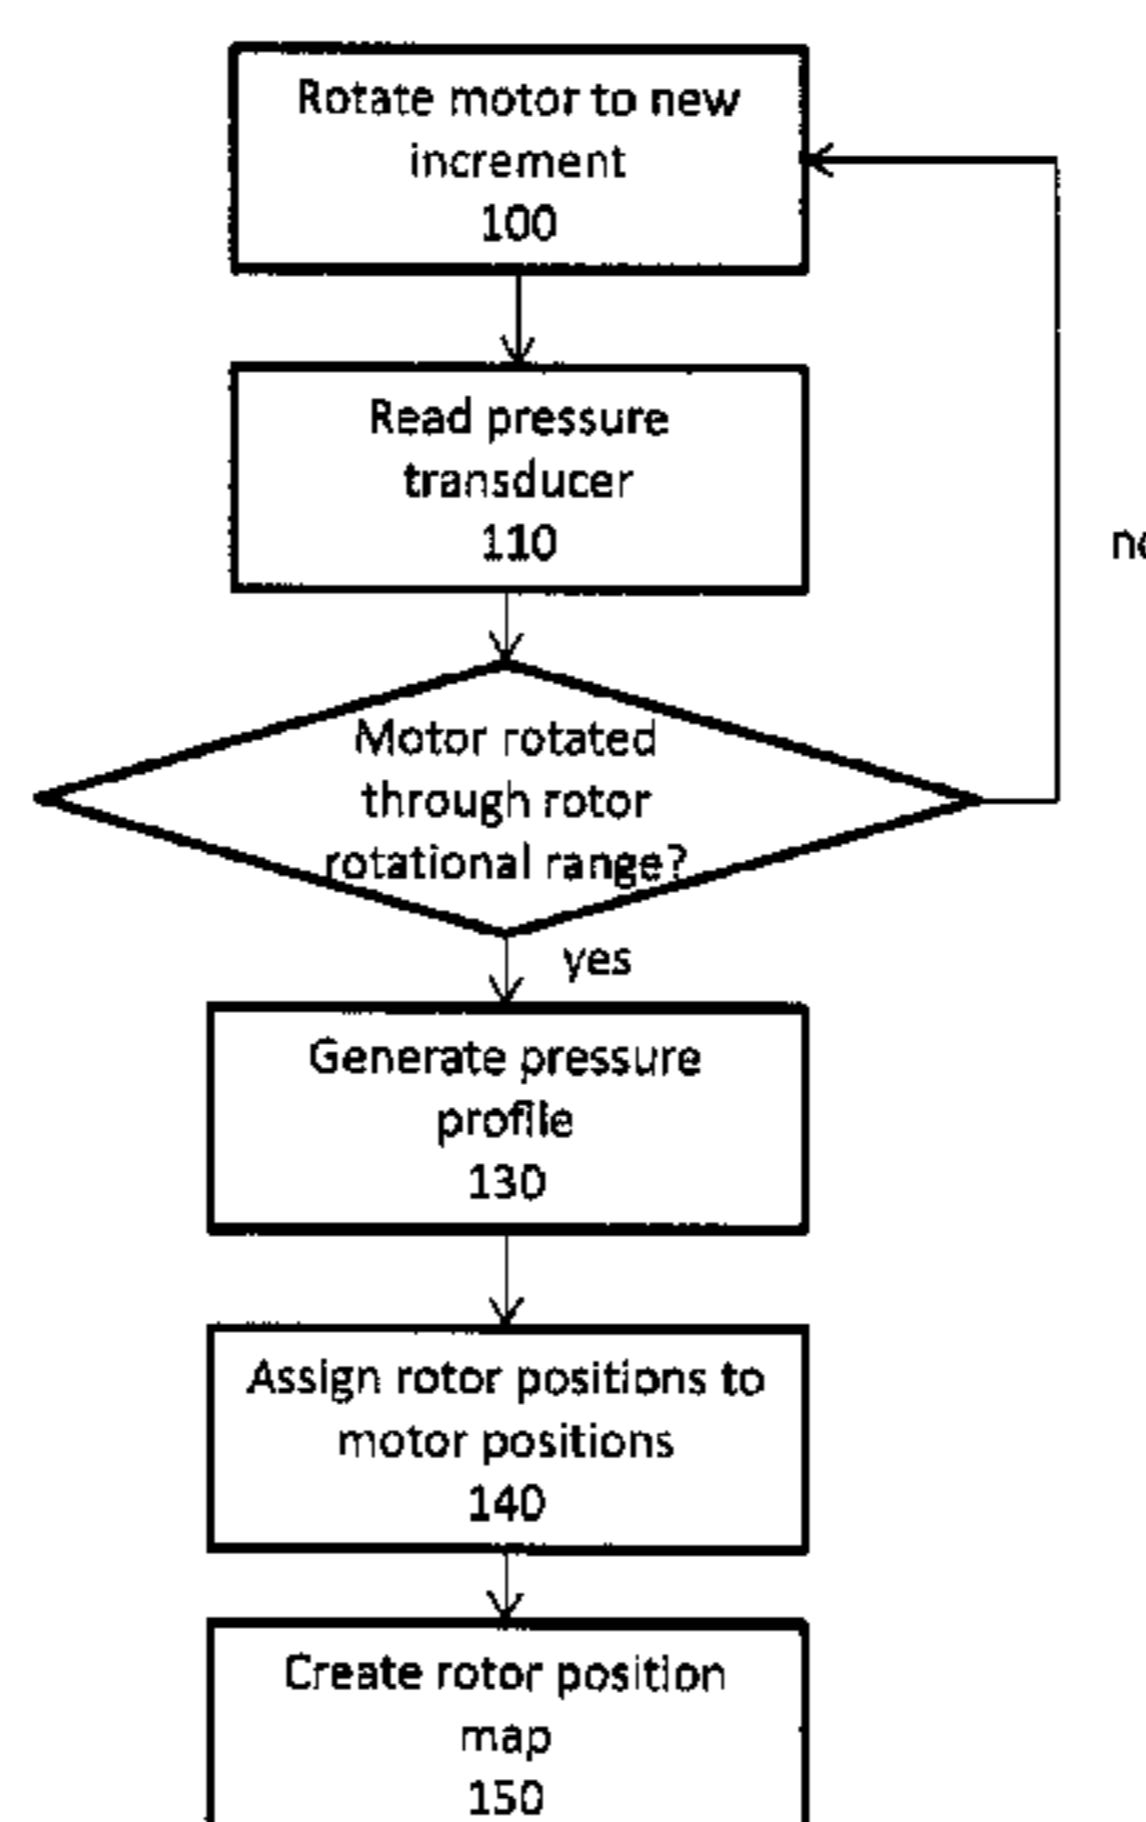 Rotate motor to new
increment
100
Read pressure
transducer
110
Motor rotated
through rotor
rotational range?
yes
Generate pressure
profile
130
Assign rotor positions to
motor positions
140
Create rotor position
map
150